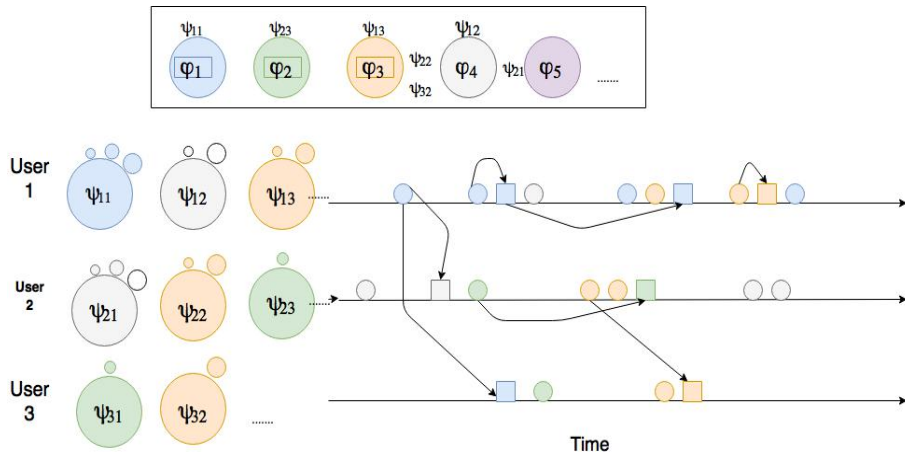 ψ11 ψ23 ψ13 ψ12
φ1 φ2 φ3 ψ22 ψ32 φ4 ψ21 φ5 .......
User 1
ψ11 ψ12 ψ13 ......
User 2
ψ21 ψ22 ψ23 ......
User 3
ψ31 ψ32 .......
Time